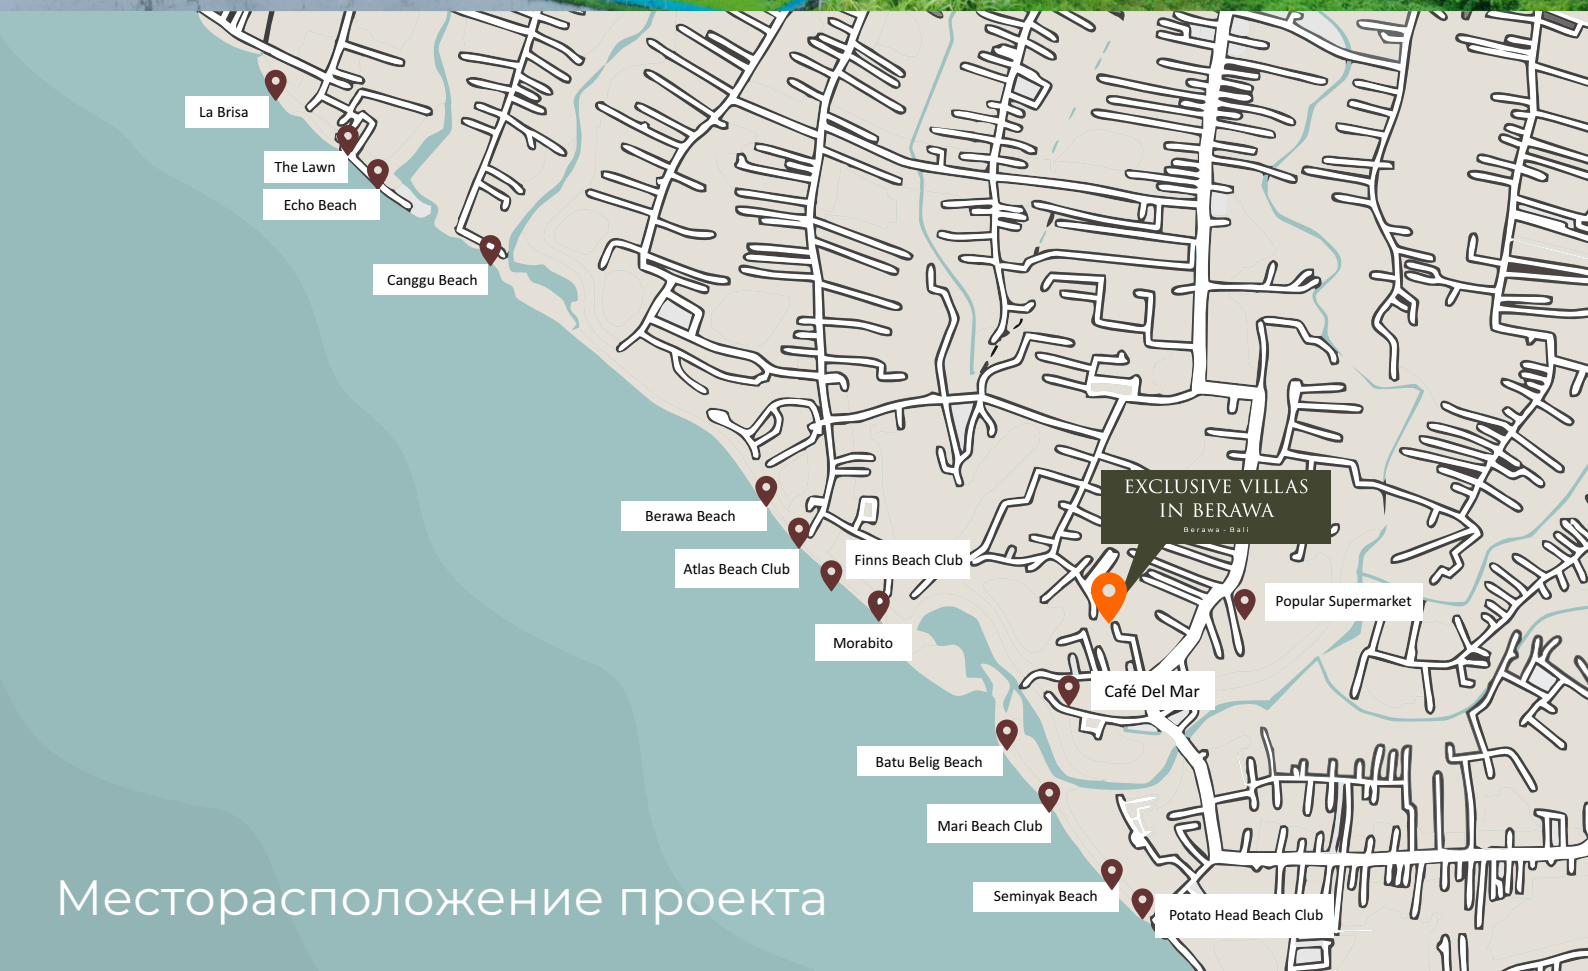 La Brisa
The Lawn
Echo Beach
Canggu Beach
EXCLUSIVE VILLAS
IN BERAWA
Berawa - Bali
Berawa Beach
Atlas Beach Club
Finns Beach Club
Popular Supermarket
Morabito
Café Del Mar
Batu Belig Beach
Mari Beach Club
Seminyak Beach
Potato Head Beach Club
Месторасположение проекта